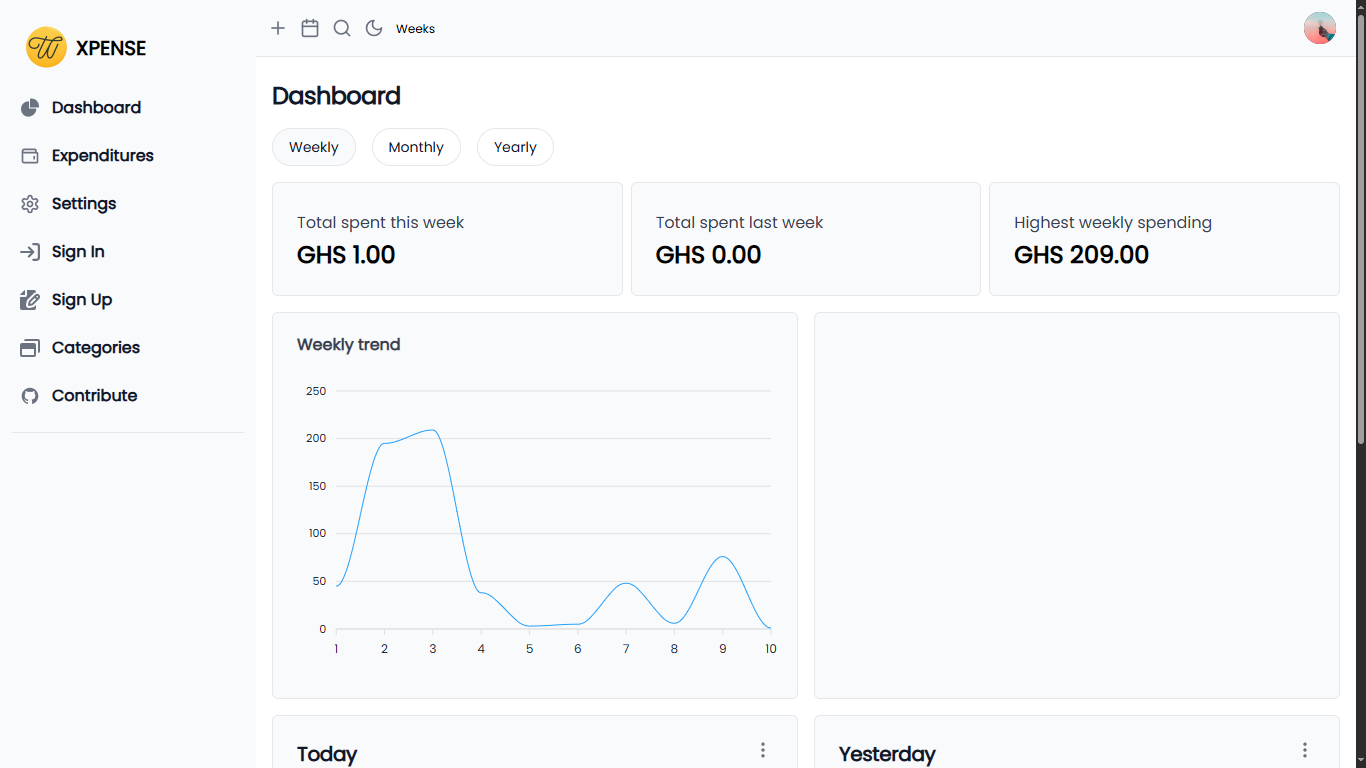 XPENSE
Dashboard
Expenditures
Settings
Sign In
Sign Up
Categories
Contribute
Weeks
Dashboard
Weekly Monthly Yearly
Total spent this week
GHS 1.00
Total spent last week
GHS 0.00
Highest weekly spending
GHS 209.00
Weekly trend
250
200
150
100
50
0
1 2 3 4 5 6 7 8 9 10
Today
Yesterday